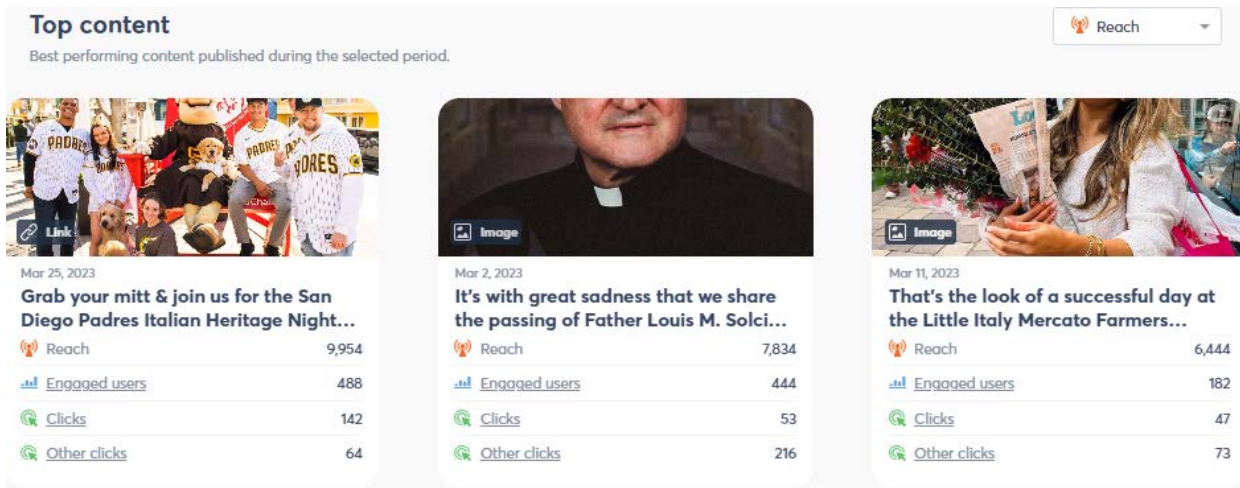 Top content
Reach
Best performing content published during the selected period.
PADRES
PADRES
PADRES
Link
Mar 25, 2023
Grab your mitt & join us for the San
Diego Padres Italian Heritage Night...
Reach 9,954
Engaged users 488
Clicks 142
Other clicks 64
Image
Mar 2, 2023
It's with great sadness that we share
the passing of Father Louis M. Solci...
Reach 7,834
Engaged users 444
Clicks 53
Other clicks 216
Image
Mar 11, 2023
That's the look of a successful day at
the Little Italy Mercato Farmers...
Reach 6,444
Engaged users 182
Clicks 47
Other clicks 73